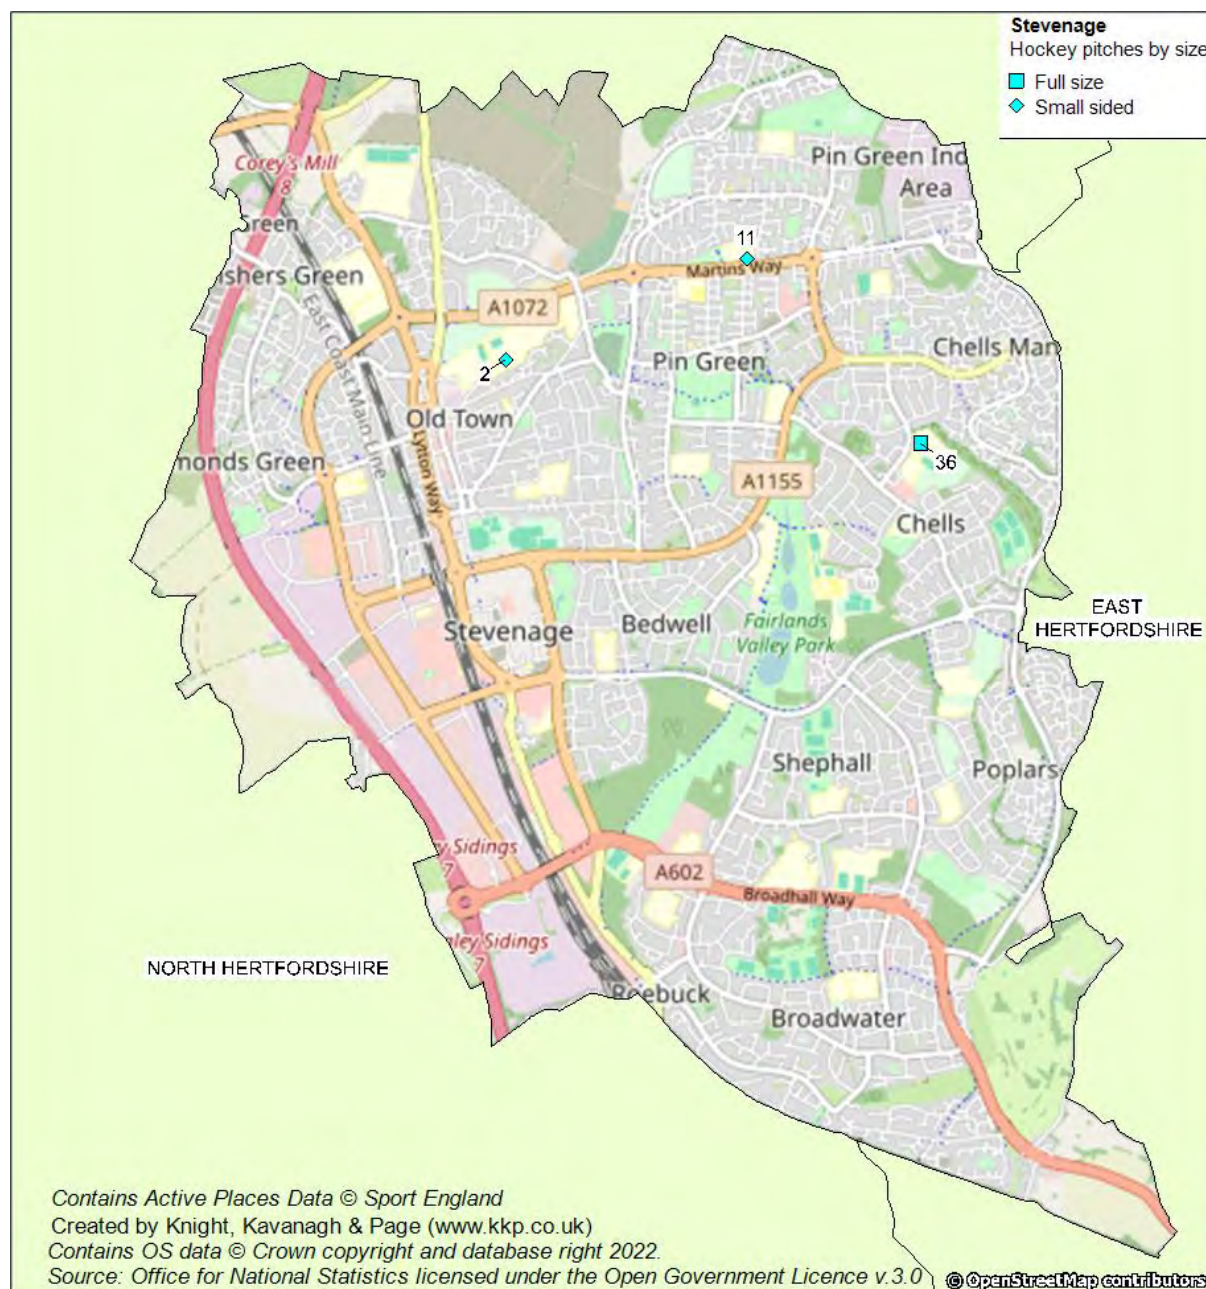 Stevenage
Hockey pitches by size
Full size
Small sided
Pin Green Ind
Area
Corey's Mill
8
Green
ishers Green
11
Martins Way
A1072
East Coast Main Line
Pin Green
Chells Man
2
Old Town
Lytton Way
monds Green
36
A1155
Chells
EAST
HERTFORDSHIRE
Stevenage
Bedwell
Fairlands
Valley Park
Shephall
Poplars
y Sidings
7
A602
Broadhall Way
ley Sidings
7
NORTH HERTFORDSHIRE
Roebuck
Broadwater
Contains Active Places Data © Sport England
Created by Knight, Kavanagh & Page (www.kkp.co.uk)
Contains OS data © Crown copyright and database right 2022.
Source: Office for National Statistics licensed under the Open Government Licence v.3.0
© OpenStreetMap contributors